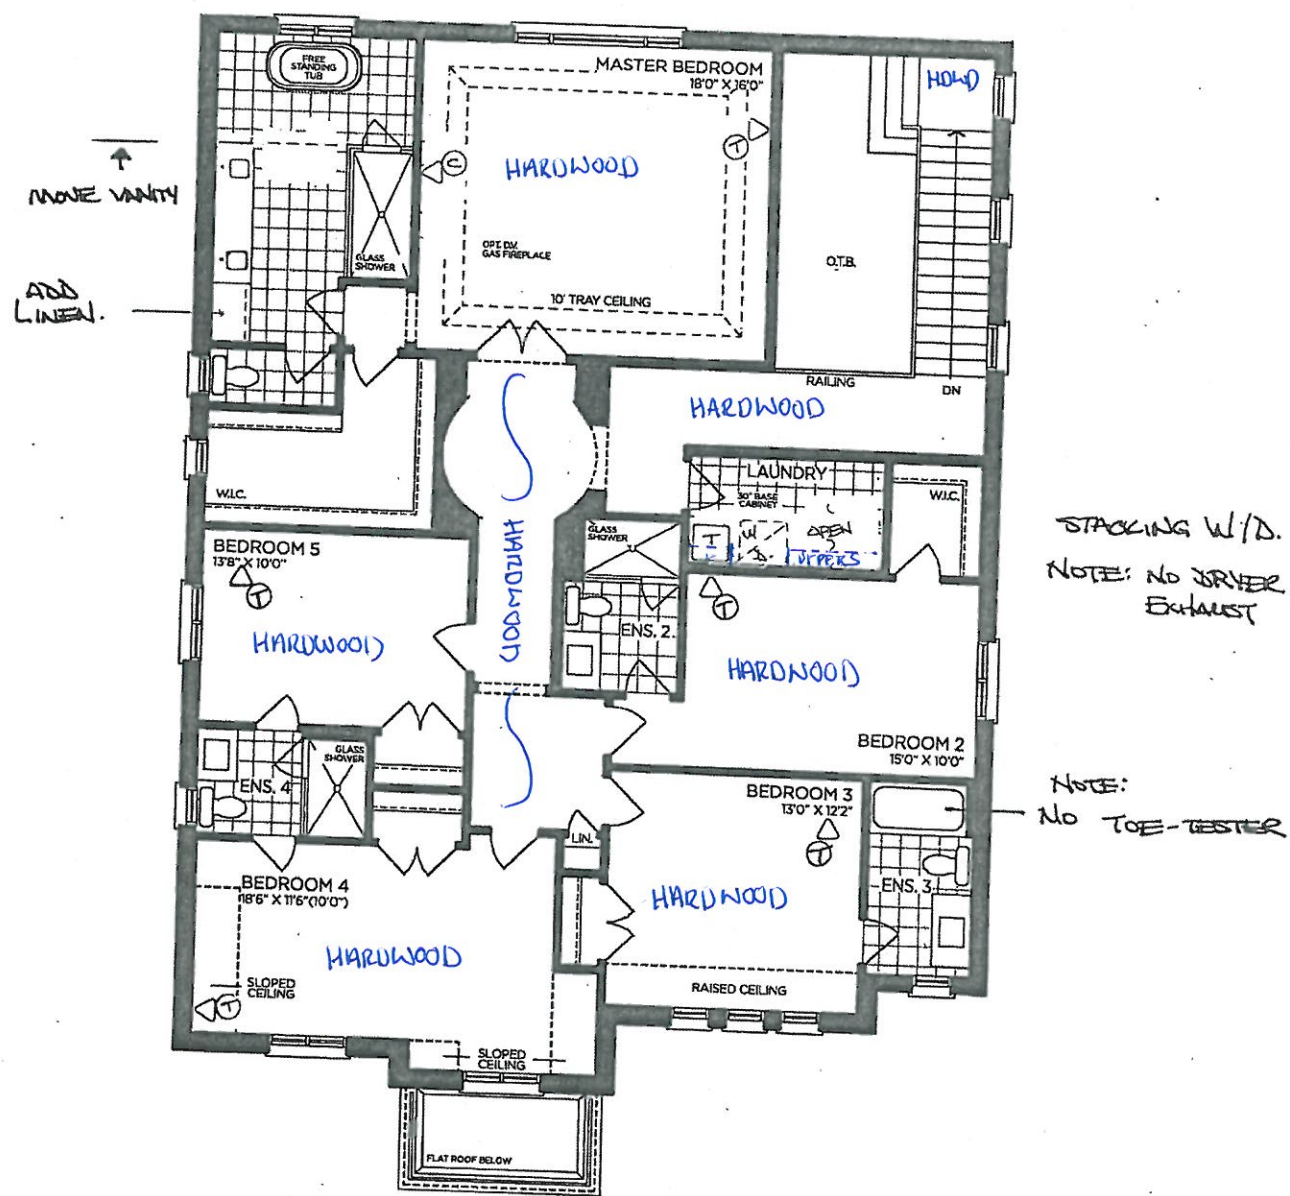 FREE
STANDING
TUB
MASTER BEDROOM
18'0" X 16'0"
HDWD
MOVE VANITY
C
T
HARDWOOD
GLASS
SHOWER
OPT. D.V.
GAS FIREPLACE
O.T.B.
ADD
LINEN.
10' TRAY CEILING
RAILING
DN
HARDWOOD
W.I.C.
LAUNDRY
30" BASE
CABINET
W.I.C.
T
W/
D.
OPEN
UPPERS
STACKING W/D.
NOTE: NO DRYER
EXHAUST
BEDROOM 5
13'8" X 10'0"
T
HARDWOOD
HARDWOOD
GLASS
SHOWER
ENS. 2
T
HARDWOOD
BEDROOM 2
15'0" X 10'0"
GLASS
SHOWER
ENS. 4
BEDROOM 3
13'0" X 12'2"
T
NOTE:
NO TOE-TESTER
LIN.
ENS. 3
HARDWOOD
BEDROOM 4
18'6" X 11'6"(10'0")
HARDWOOD
SLOPED
CEILING
T
RAISED CEILING
SLOPED
CEILING
FLAT ROOF BELOW